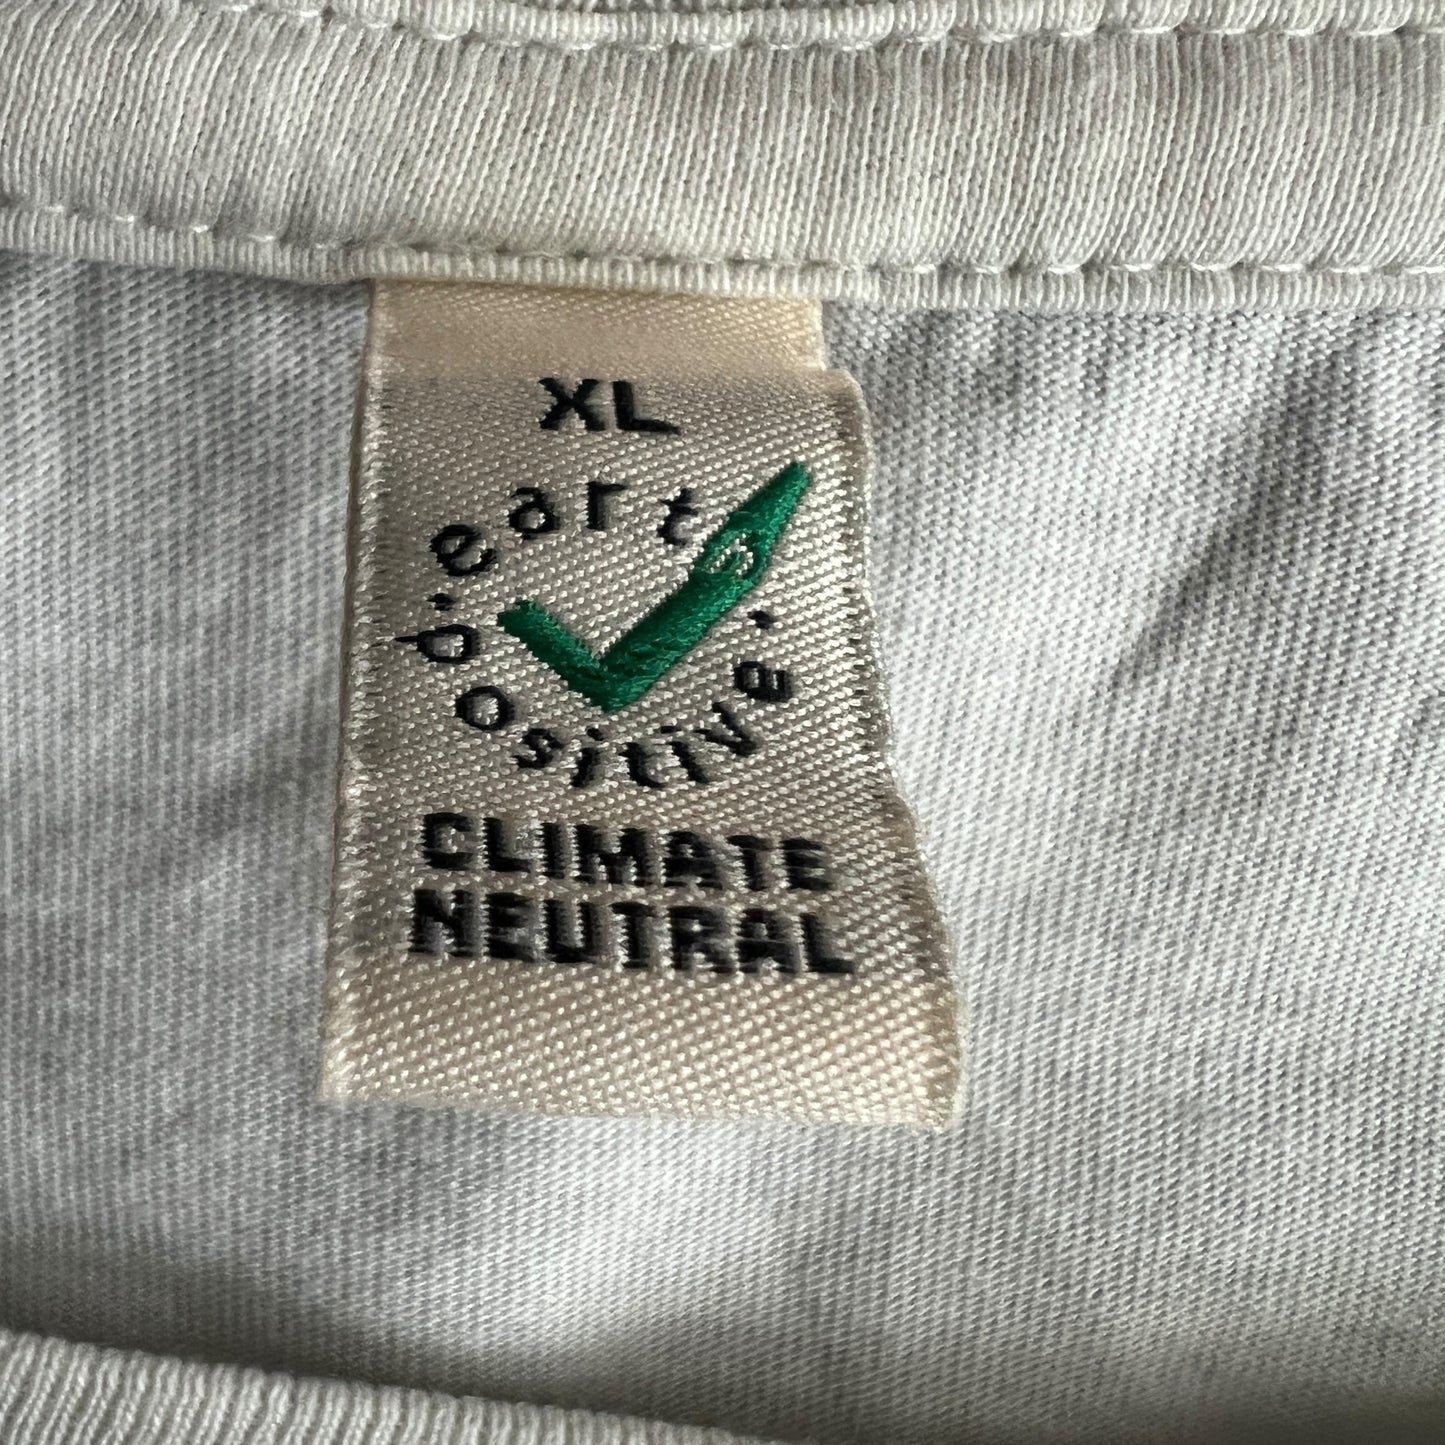 XL
earth
positive
CLIMATE
NEUTRAL